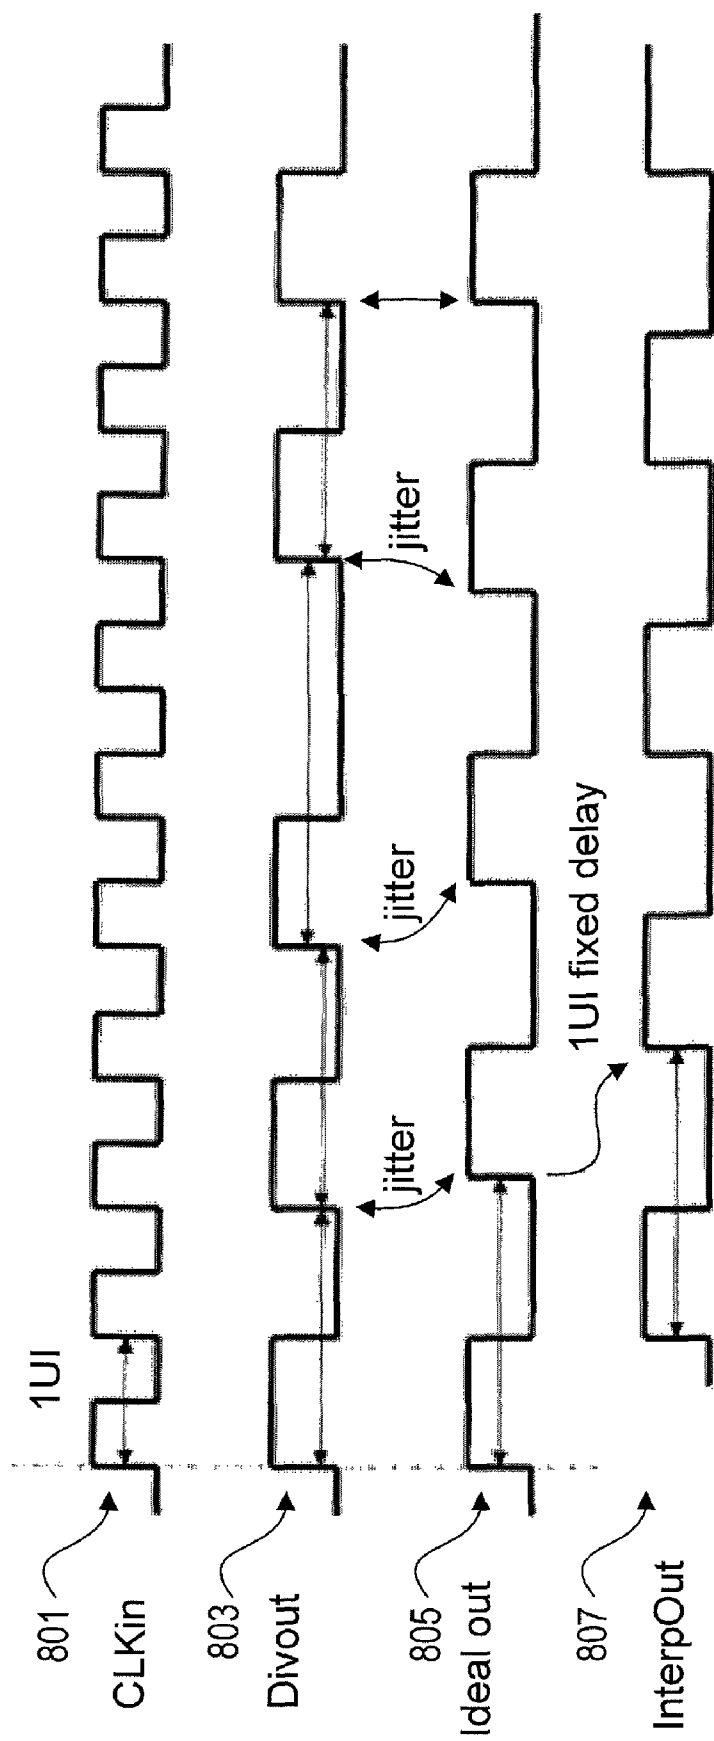 801
CLKin
1UI
803
Divout
jitter
jitter
jitter
805
Ideal out
1UI fixed delay
807
InterpOut